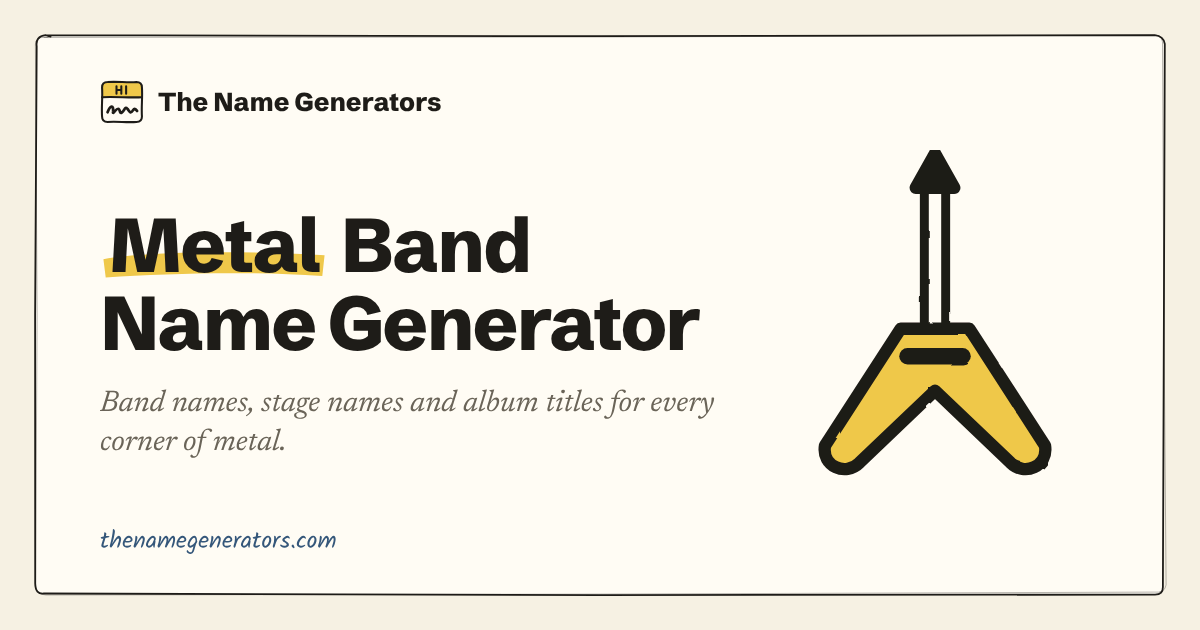 HI
The Name Generators
Metal Band
Name Generator
Band names, stage names and album titles for every
corner of metal.
thenamegenerators.com